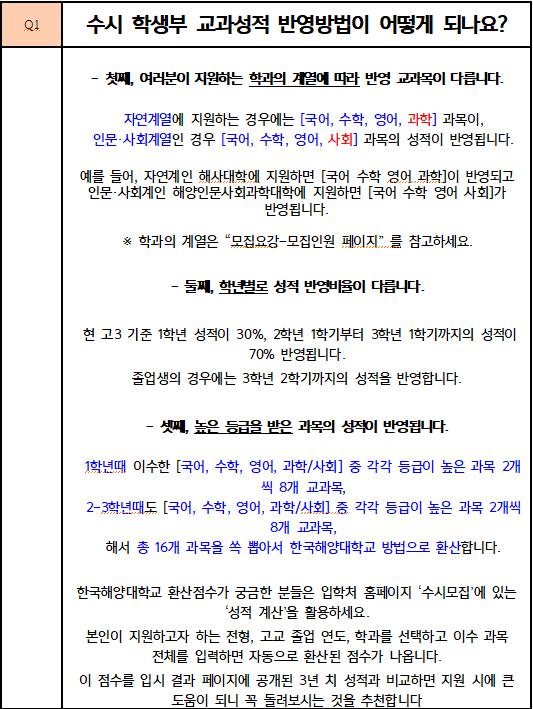 Q1
수시 학생부 교과성적 반영방법이 어떻게 되나요?
- 첫째, 여러분이 지원하는 학과의 계열에 따라 반영 교과목이 다릅니다.
자연계열에 지원하는 경우에는 [국어, 수학, 영어, 과학] 과목이,
인문·사회계열인 경우 [국어, 수학, 영어, 사회] 과목의 성적이 반영됩니다.
예를 들어, 자연계인 해사대학에 지원하면 [국어 수학 영어 과학]이 반영되고
인문·사회계인 해양인문사회과학대학에 지원하면 [국어 수학 영어 사회]가
반영됩니다.
※ 학과의 계열은 “모집요강-모집인원 페이지” 를 참고하세요.
- 둘째, 학년별로 성적 반영비율이 다릅니다.
현 고3 기준 1학년 성적이 30%, 2학년 1학기부터 3학년 1학기까지의 성적이
70% 반영됩니다.
졸업생의 경우에는 3학년 2학기까지의 성적을 반영합니다.
- 셋째, 높은 등급을 받은 과목의 성적이 반영됩니다.
1학년때 이수한 [국어, 수학, 영어, 과학/사회] 중 각각 등급이 높은 과목 2개
씩 8개 교과목,
2-3학년때도 [국어, 수학, 영어, 과학/사회] 중 각각 등급이 높은 과목 2개씩
8개 교과목,
해서 총 16개 과목을 쏙 뽑아서 한국해양대학교 방법으로 환산합니다.
한국해양대학교 환산점수가 궁금한 분들은 입학처 홈페이지 ‘수시모집’에 있는
‘성적 계산’을 활용하세요.
본인이 지원하고자 하는 전형, 고교 졸업 연도, 학과를 선택하고 이수 과목
전체를 입력하면 자동으로 환산된 점수가 나옵니다.
이 점수를 입시 결과 페이지에 공개된 3년 치 성적과 비교하면 지원 시에 큰
도움이 되니 꼭 돌려보시는 것을 추천합니다